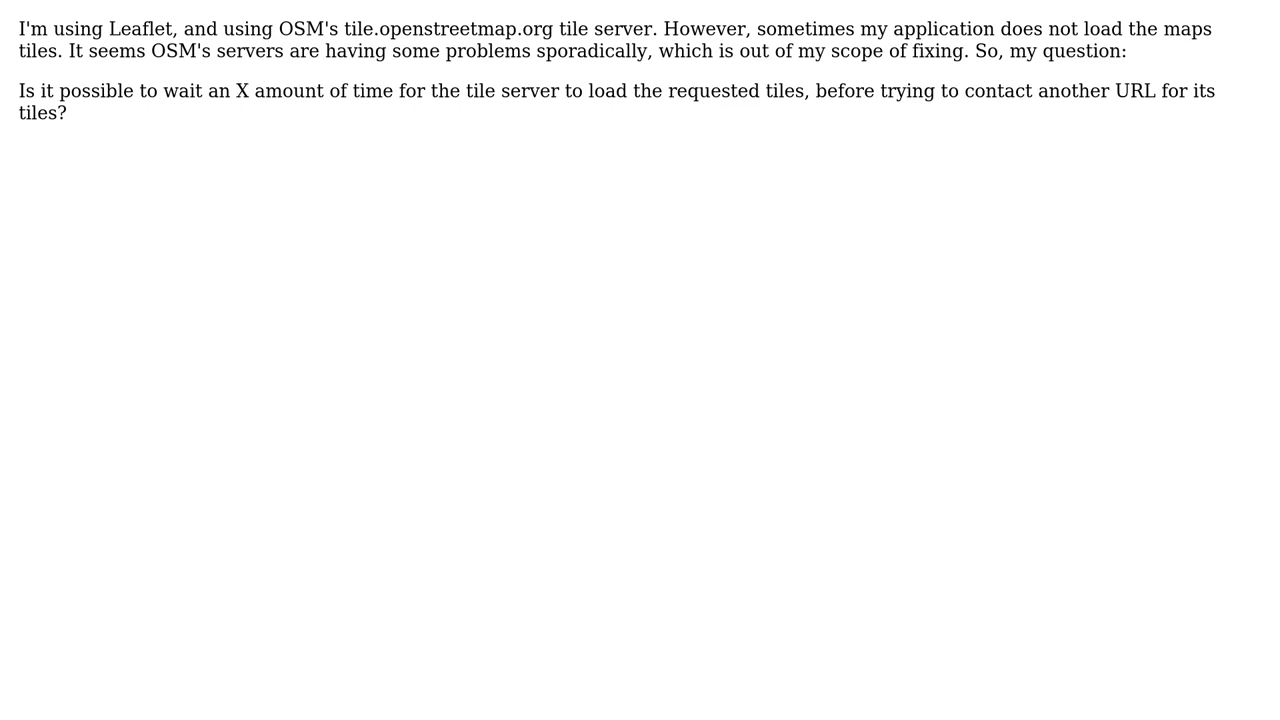 I'm using Leaflet, and using OSM's tile.openstreetmap.org tile server. However, sometimes my application does not load the maps
tiles. It seems OSM's servers are having some problems sporadically, which is out of my scope of fixing. So, my question:
Is it possible to wait an X amount of time for the tile server to load the requested tiles, before trying to contact another URL for its
tiles?